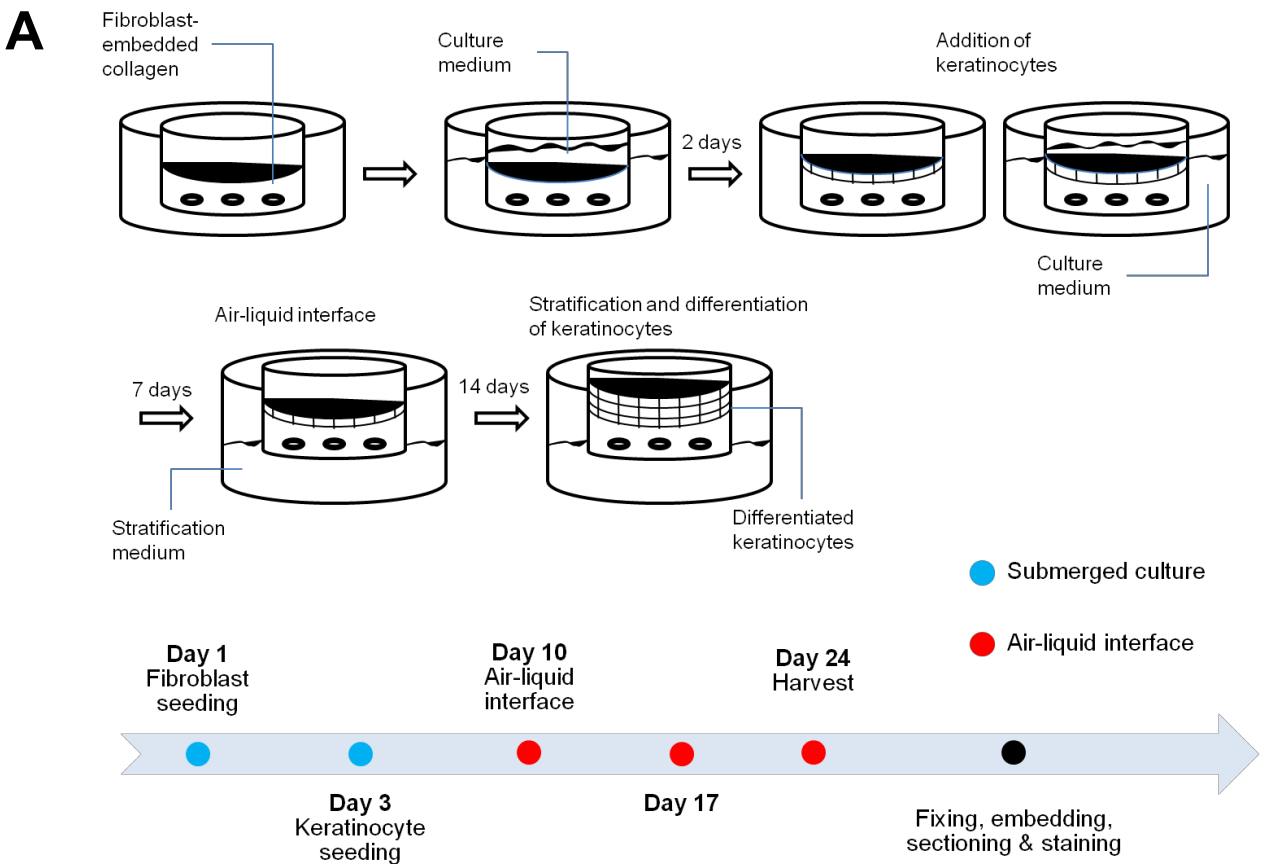 A
Fibroblast-
embedded
collagen
Culture
medium
2 days
Addition of
keratinocytes
Culture
medium
7 days
Air-liquid interface
Stratification
medium
14 days
Stratification and differentiation
of keratinocytes
Differentiated
keratinocytes
Submerged culture
Air-liquid interface
Day 1
Fibroblast
seeding
Day 3
Keratinocyte
seeding
Day 10
Air-liquid
interface
Day 17
Day 24
Harvest
Fixing, embedding,
sectioning & staining